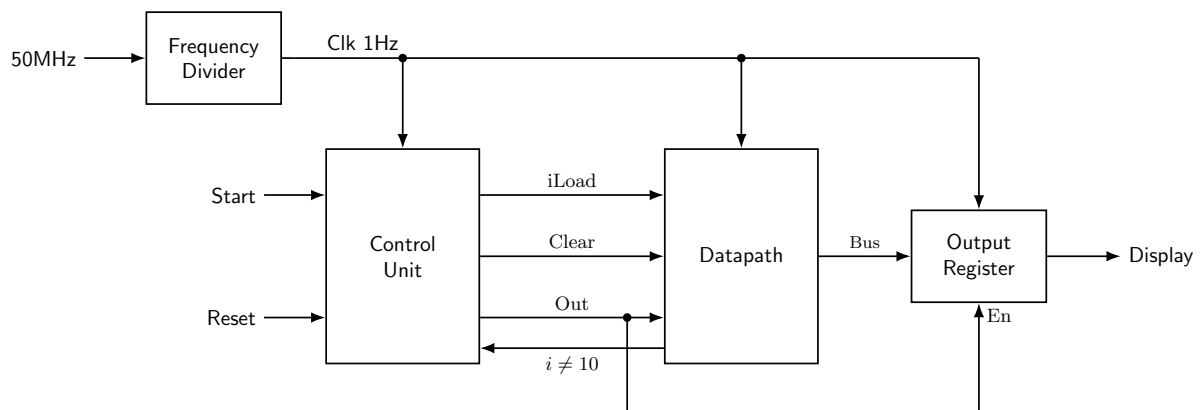 Frequency
Divider
50MHz
Clk 1Hz
Start
Reset
Control
Unit
iLoad
Clear
Out
i ≠ 10
Datapath
Bus
Output
Register
En
Display